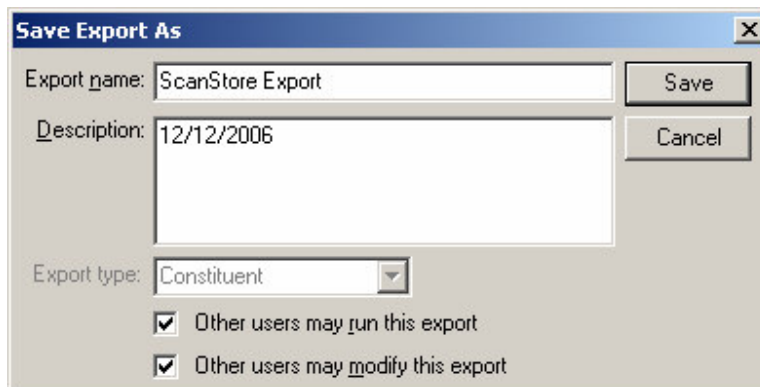 Save Export As
Export name: ScanStore Export Save
Description: 12/12/2006 Cancel
Export type: Constituent
Other users may run this export
Other users may modify this export